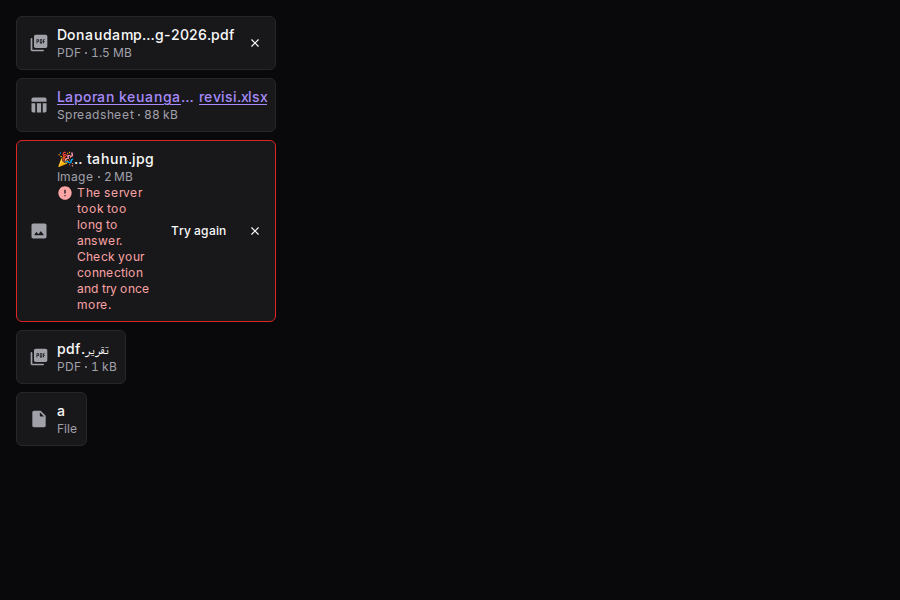 Donaudamp...g-2026.pdf
PDF · 1.5 MB
Laporan keuanga... revisi.xlsx
Spreadsheet · 88 kB
🎉.. tahun.jpg
Image · 2 MB
The server
took too
long to
answer.
Check your
connection
and try once
more.
Try again
تقرير.pdf
PDF · 1 kB
a
File